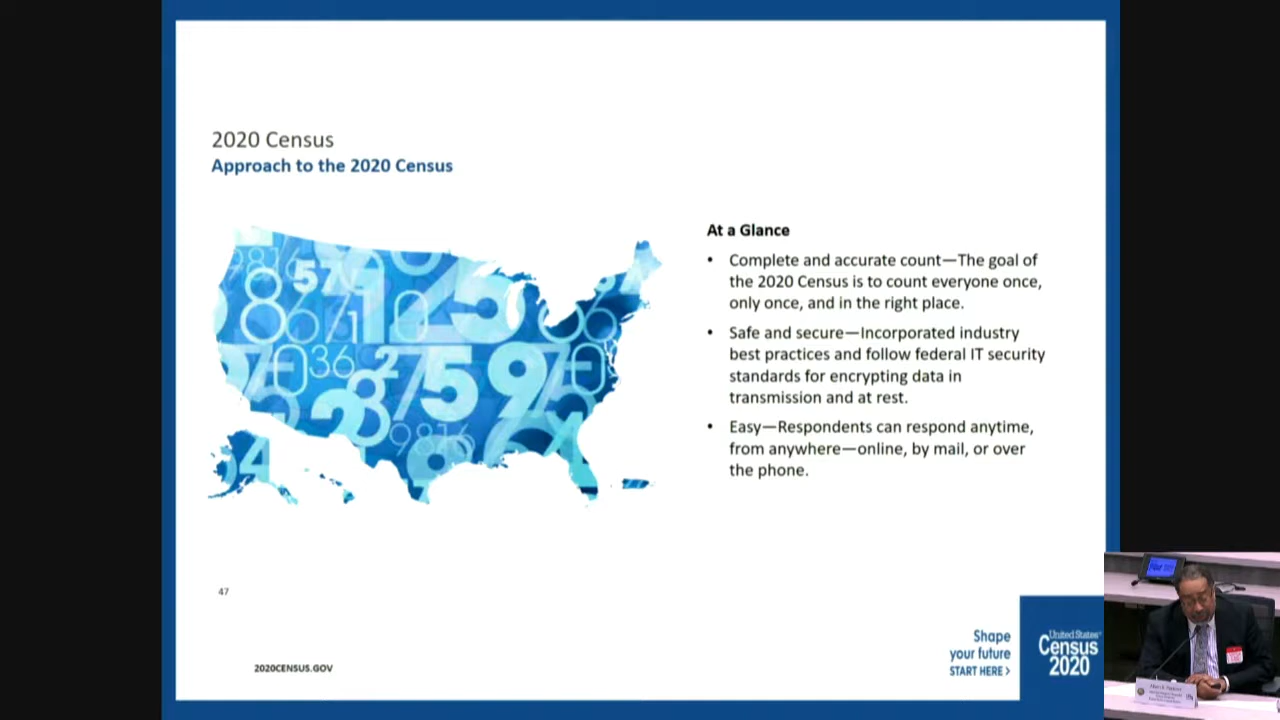 2020 Census
Approach to the 2020 Census
At a Glance
• Complete and accurate count—The goal of
the 2020 Census is to count everyone once,
only once, and in the right place.
• Safe and secure—Incorporated industry
best practices and follow federal IT security
standards for encrypting data in
transmission and at rest.
• Easy—Respondents can respond anytime,
from anywhere—online, by mail, or over
the phone.
47
2020CENSUS.GOV
Shape
your future
START HERE >
United States®
Census
2020